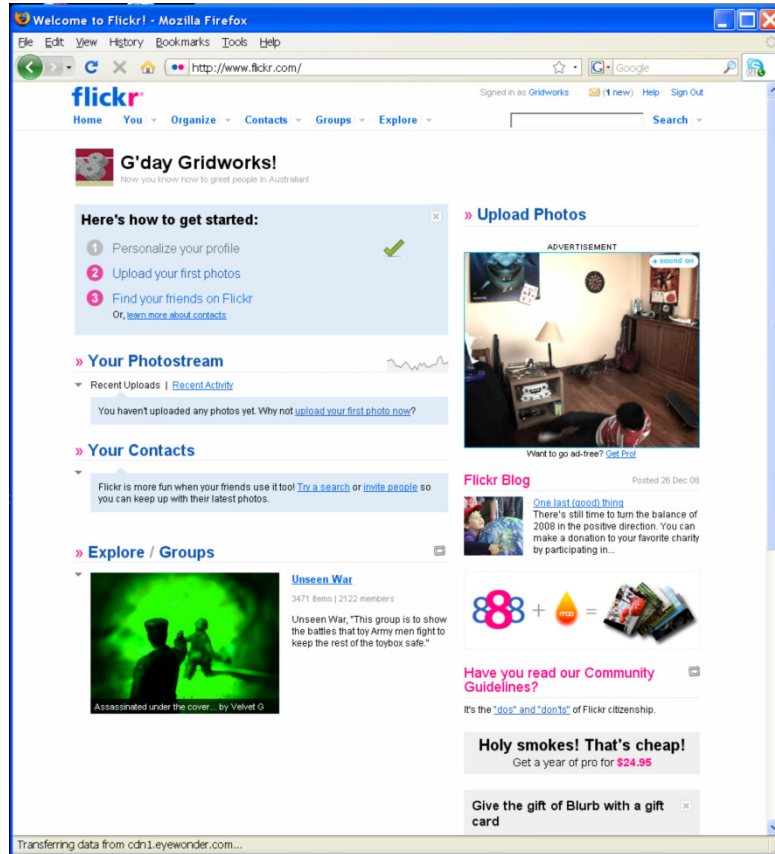 Welcome to Flickr! - Mozilla Firefox
File Edit View History Bookmarks Tools Help
http://www.flickr.com/
G Google
flickr
Signed in as Gridworks (1 new) Help Sign Out
Home You Organize Contacts Groups Explore
Search
G'day Gridworks!
Now you know how to greet people in Australian!
Here's how to get started:
1 Personalize your profile
2 Upload your first photos
3 Find your friends on Flickr
Or, learn more about contacts
» Your Photostream
Recent Uploads | Recent Activity
You haven't uploaded any photos yet. Why not upload your first photo now?
» Your Contacts
Flickr is more fun when your friends use it too! Try a search or invite people so
you can keep up with their latest photos.
» Explore / Groups
Unseen War
3471 items | 2122 members
Unseen War, "This group is to show
the battles that toy Army men fight to
keep the rest of the toybox safe."
Assassinated under the cover... by Velvet G
» Upload Photos
ADVERTISEMENT
sound on
Want to go ad-free? Get Pro!
Flickr Blog
Posted 26 Dec 08
One last (good) thing
There's still time to turn the balance of
2008 in the positive direction. You can
make a donation to your favorite charity
by participating in...
888 + moo =
Have you read our Community
Guidelines?
It's the "dos" and "don'ts" of Flickr citizenship.
Holy smokes! That's cheap!
Get a year of pro for $24.95
Give the gift of Blurb with a gift
card
Transferring data from cdn1.eyewonder.com...